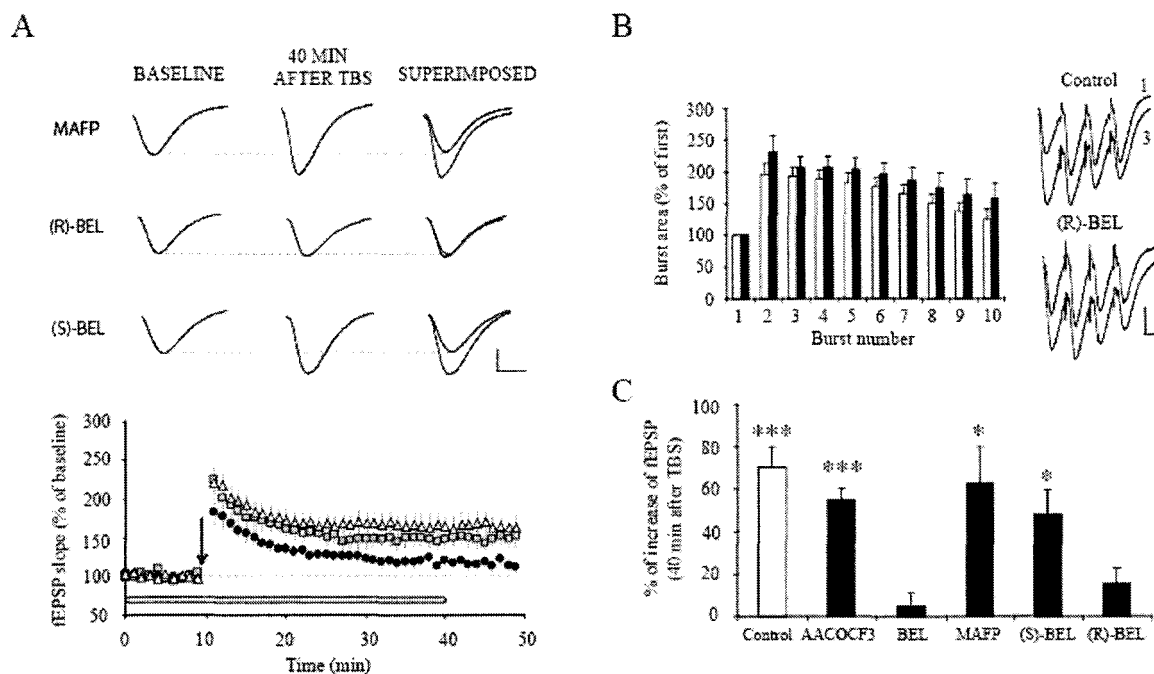 A
BASELINE
40 MIN
AFTER TBS
SUPERIMPOSED
MAFP
(R)-BEL
(S)-BEL
fEPSP slope (% of baseline)
300
250
200
150
100
50
0 10 20 30 40 50
Time (min)
B
Burst area (% of first)
300
250
200
150
100
50
0
1 2 3 4 5 6 7 8 9 10
Burst number
Control
1
3
(R)-BEL
C
% of increase of fEPSP
(40 min after TBS)
100
80
60
40
20
0
*** *** * *
Control AACOCF3 BEL MAFP (S)-BEL (R)-BEL